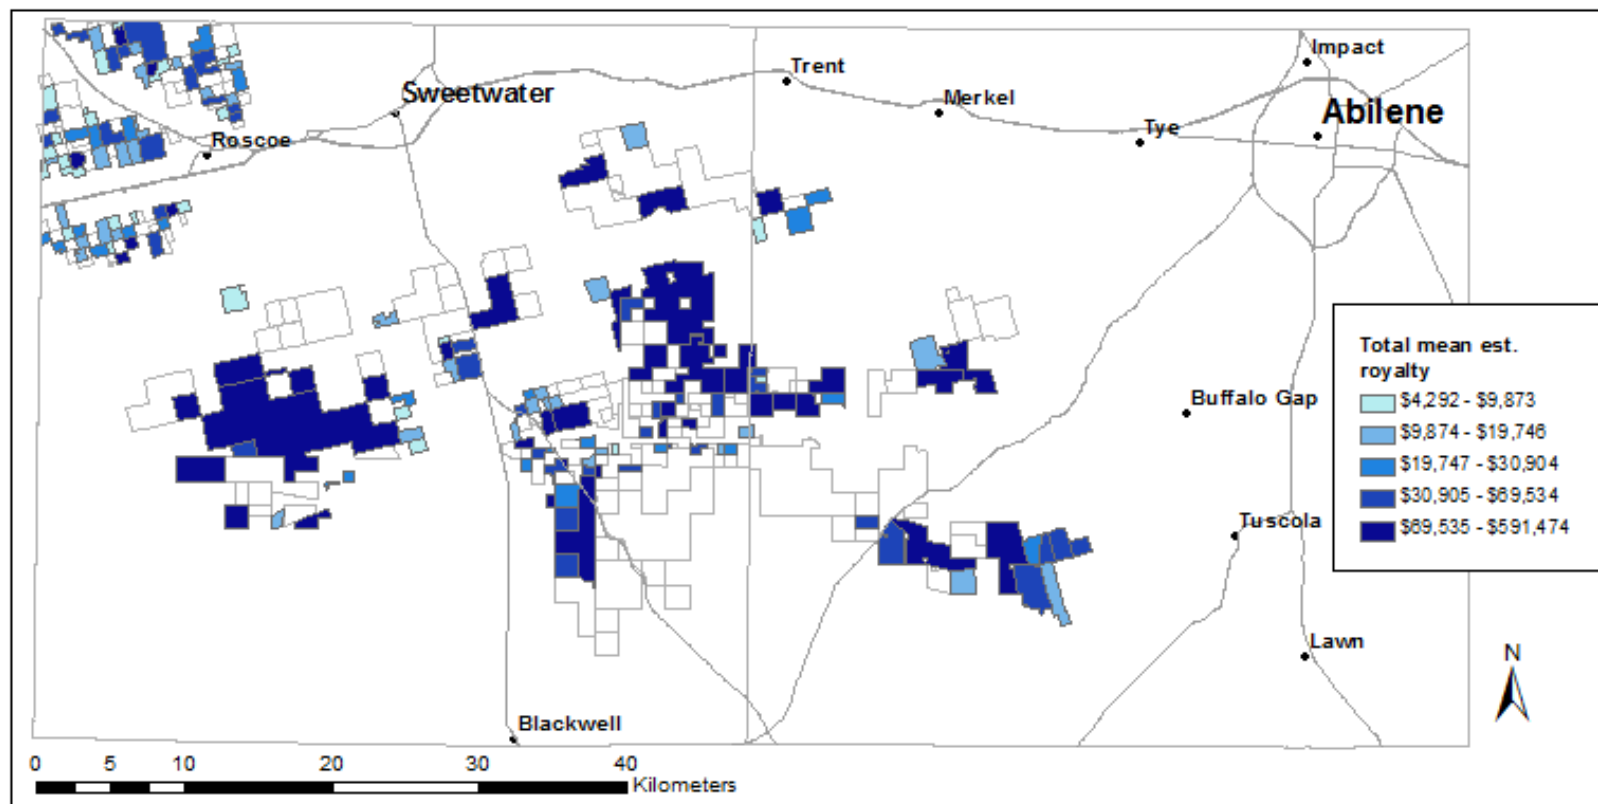 Impact
Trent
Sweetwater
Merkel
Abilene
Tye
Roscoe
Total mean est.
royalty
$4,292 - $9,873
Buffalo Gap
$9,874 - $19,746
$19,747 - $30,904
$30,905 - $69,534
Tuscola
$69,535 - $591,474
Lawn
N
Blackwell
0 5 10 20 30 40
Kilometers